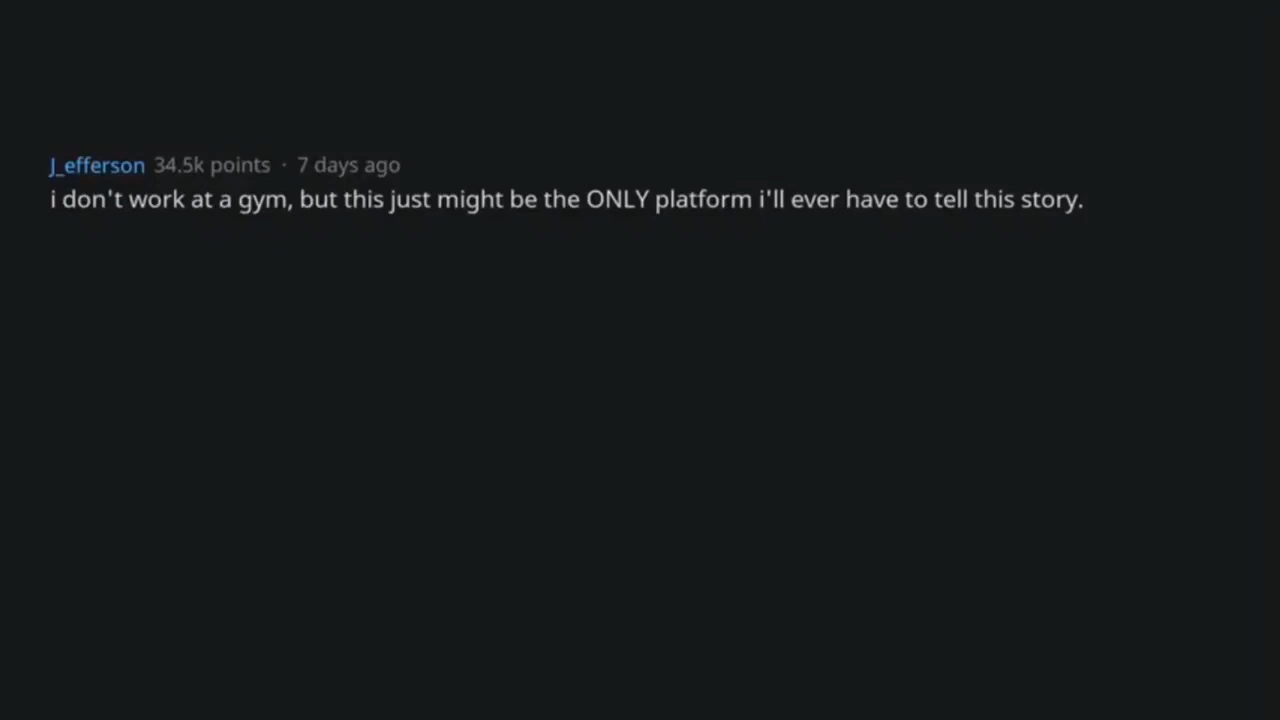 J_efferson 34.5k points · 7 days ago
i don't work at a gym, but this just might be the ONLY platform i'll ever have to tell this story.